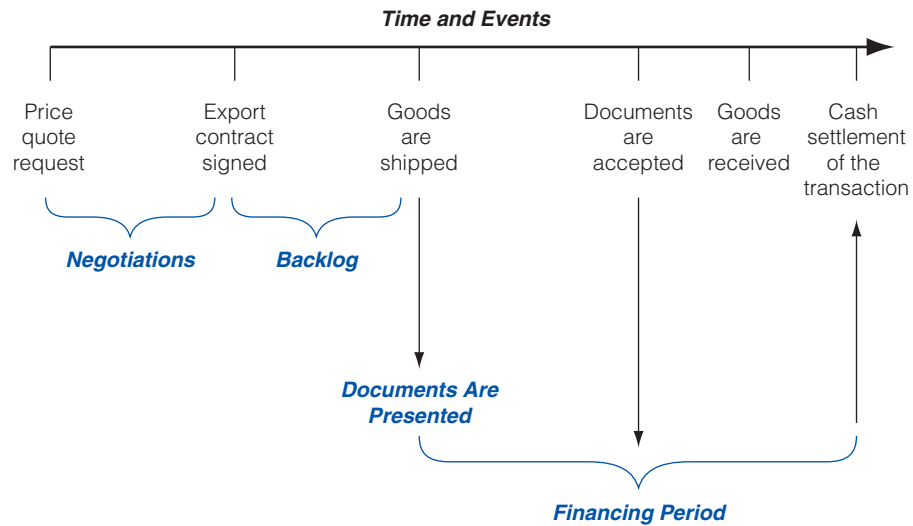 Time and Events
Price
quote
request
Export
contract
signed
Goods
are
shipped
Documents
are
accepted
Goods
are
received
Cash
settlement
of the
transaction
Negotiations
Backlog
Documents Are
Presented
Financing Period